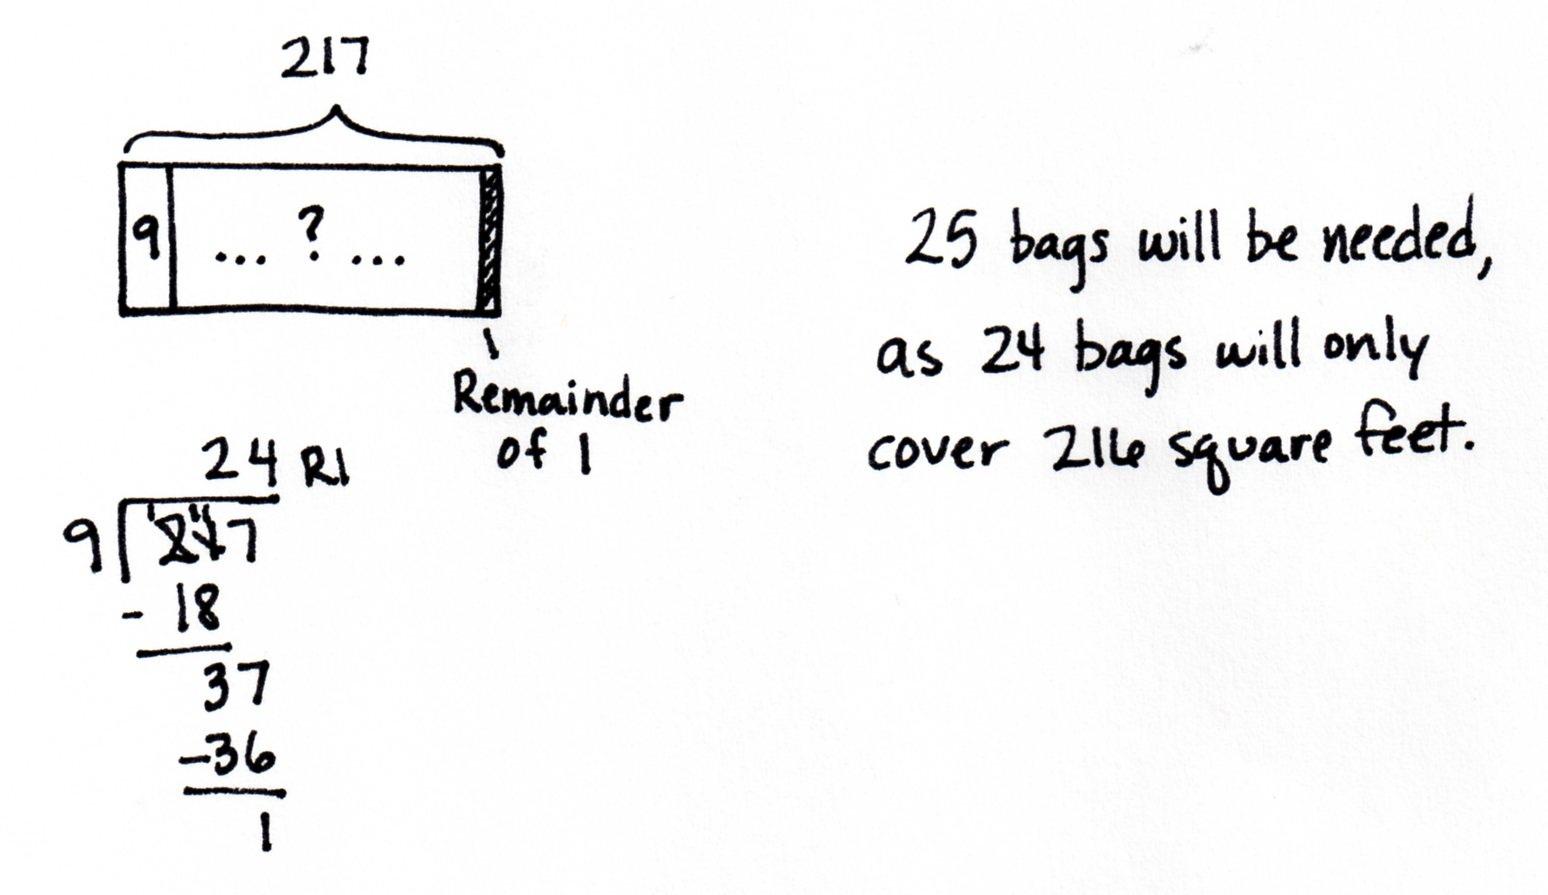 217
9 ... ? ...
Remainder
of 1
24 R1
9 217
- 18
37
-36
1
25 bags will be needed,
as 24 bags will only
cover 216 square feet.